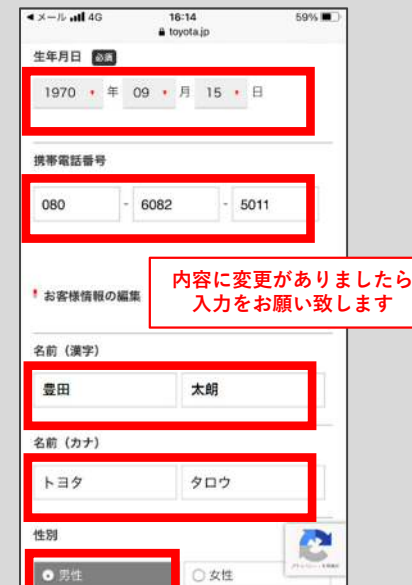 メール 4G 16:14 59%
toyota.jp
生年月日 必須
1970 年 09 月 15 日
携帯電話番号
080 - 6082 - 5011
内容に変更がありましたら
入力をお願い致します
お客様情報の編集
名前（漢字）
豊田 太朗
名前（カナ）
トヨタ タロウ
性別
男性 女性